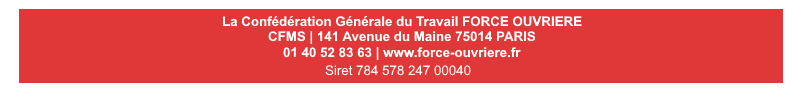 La Confédération Générale du Travail FORCE OUVRIERE
CFMS | 141 Avenue du Maine 75014 PARIS
01 40 52 83 63 | www.force-ouvriere.fr
Siret 784 578 247 00040